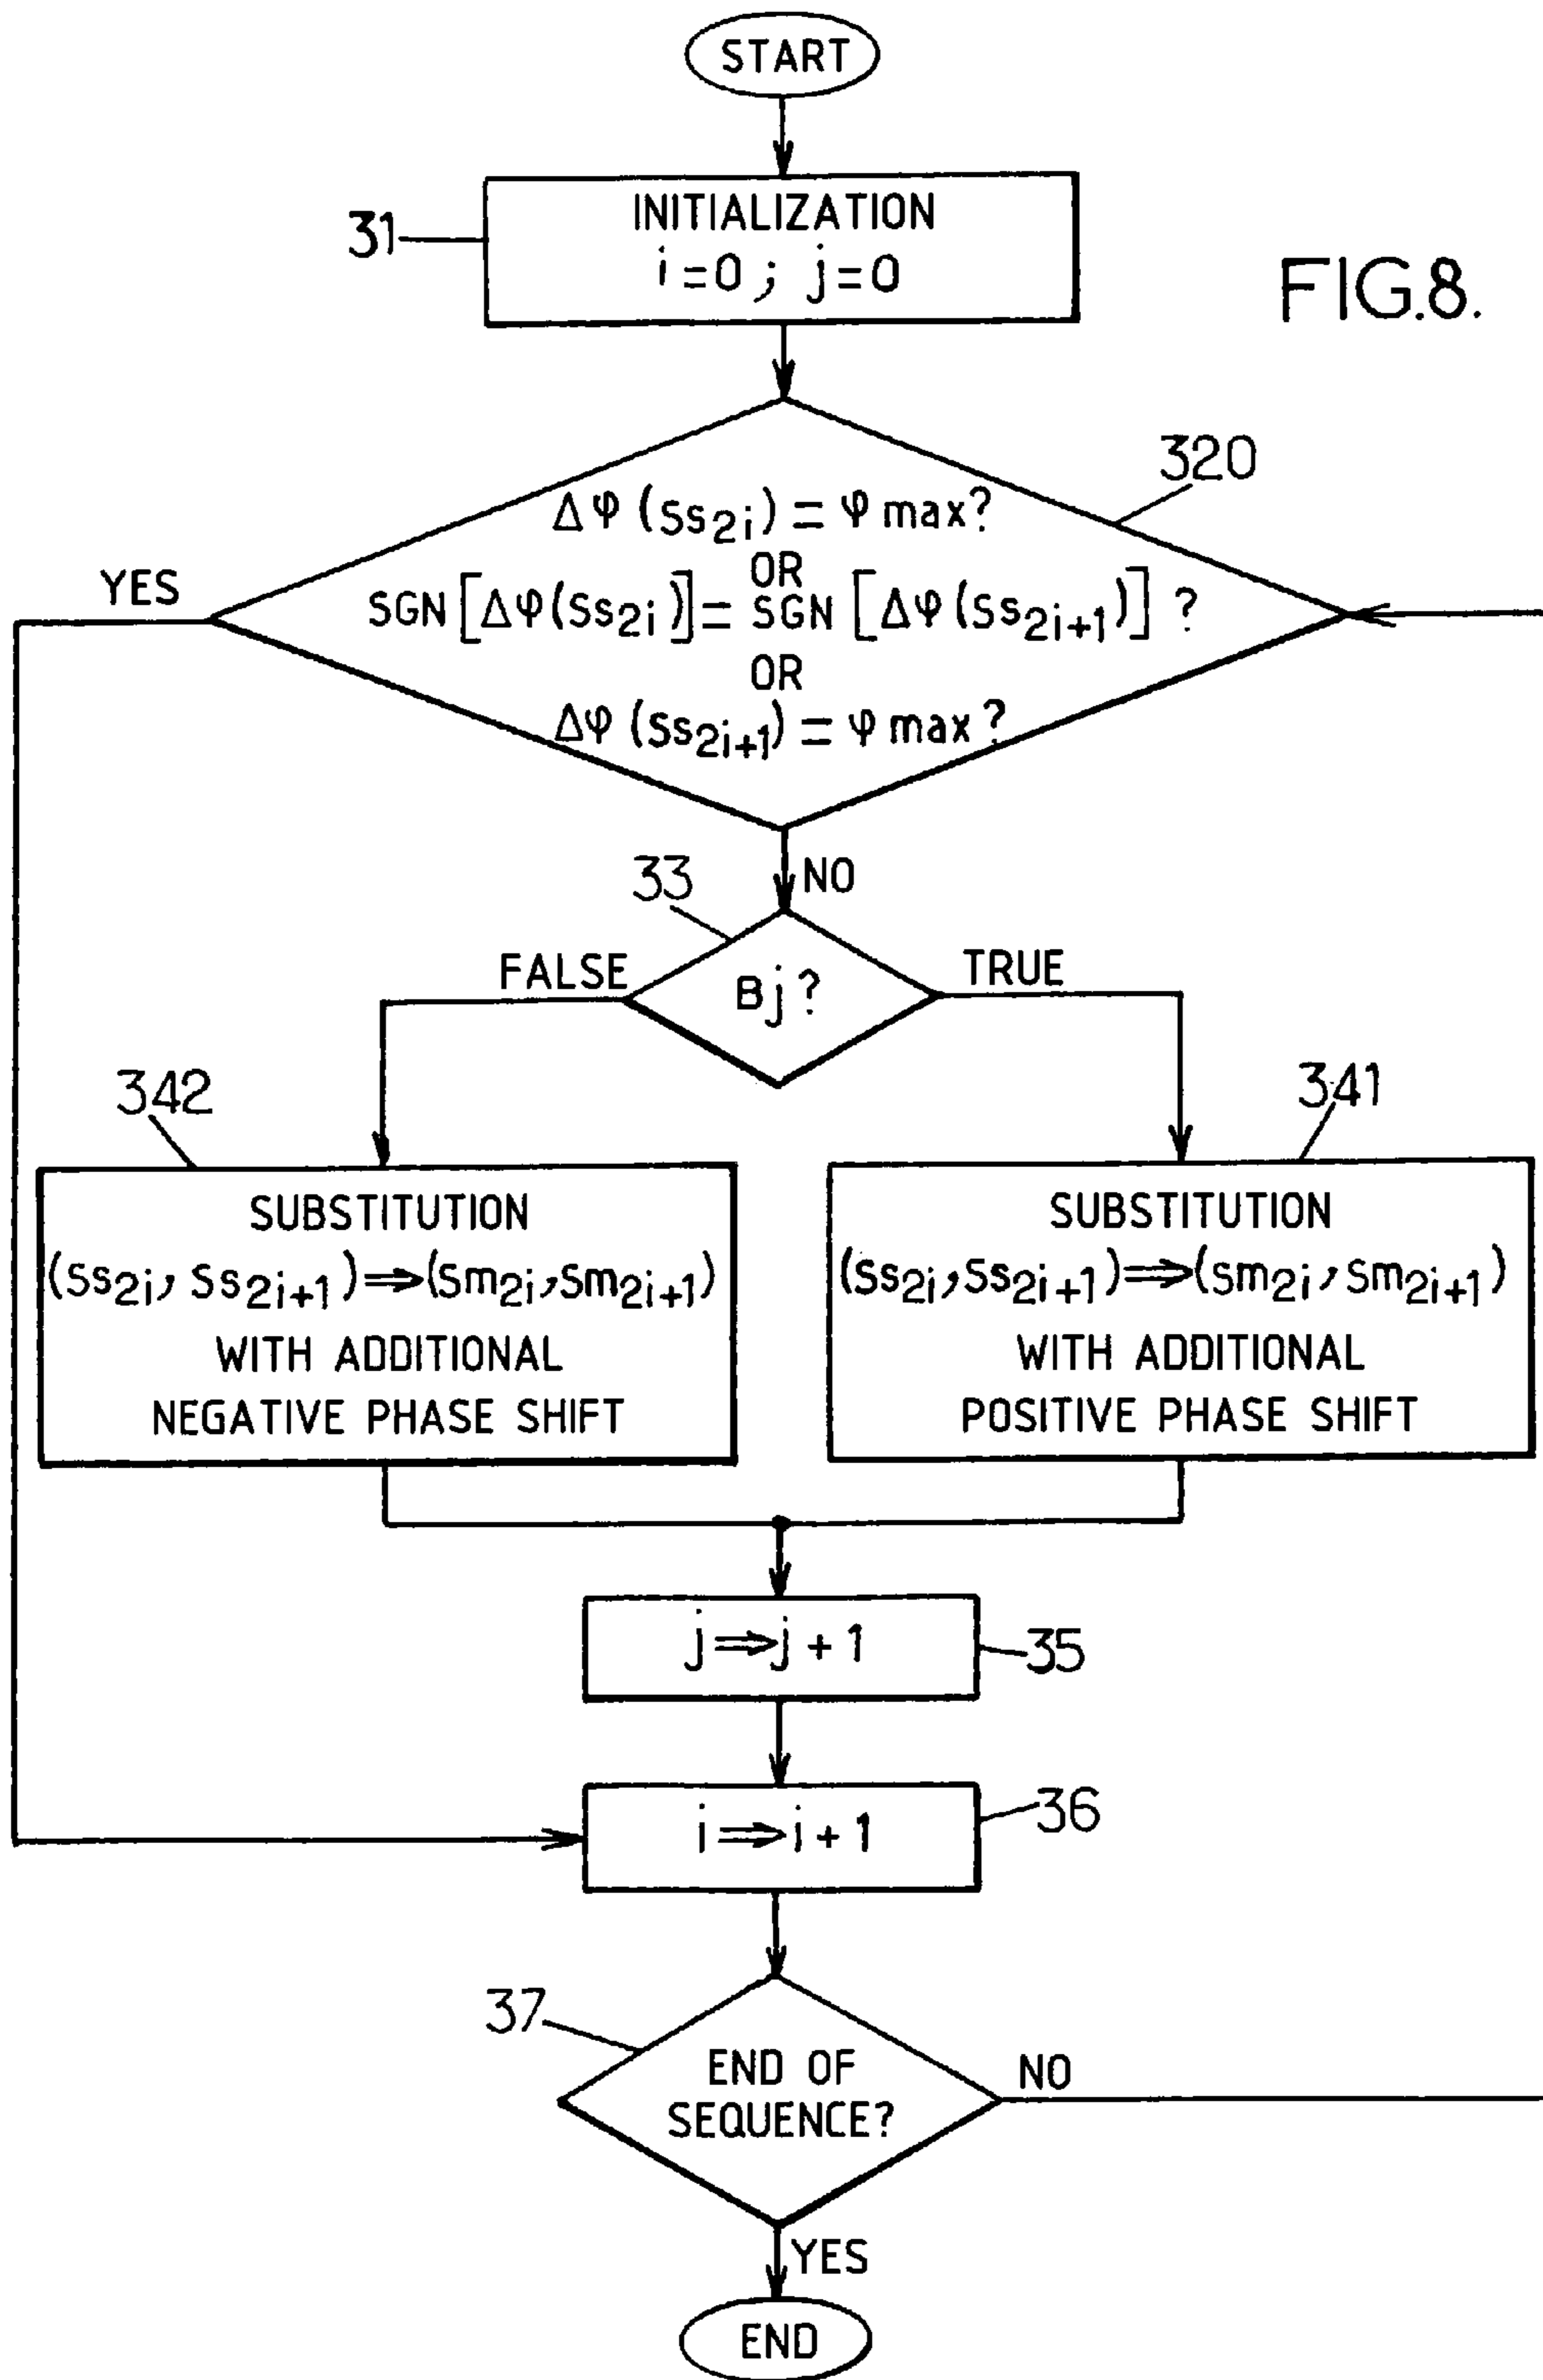 START
31
INITIALIZATION
i=0 ; j=0
FIG.8.
320
Δφ (Ss2i) = φ max?
OR
YES
SGN [Δφ(Ss2i)] = SGN [Δφ(Ss2i+1)] ?
OR
Δφ (Ss2i+1) = φ max?
33
NO
FALSE
Bj?
TRUE
342
341
SUBSTITUTION
(Ss2i, Ss2i+1) ⇒ (Sm2i, Sm2i+1)
WITH ADDITIONAL
NEGATIVE PHASE SHIFT
SUBSTITUTION
(Ss2i, Ss2i+1) ⇒ (Sm2i, Sm2i+1)
WITH ADDITIONAL
POSITIVE PHASE SHIFT
j ⇒ j + 1
35
i ⇒ i + 1
36
37
END OF
SEQUENCE?
NO
YES
END